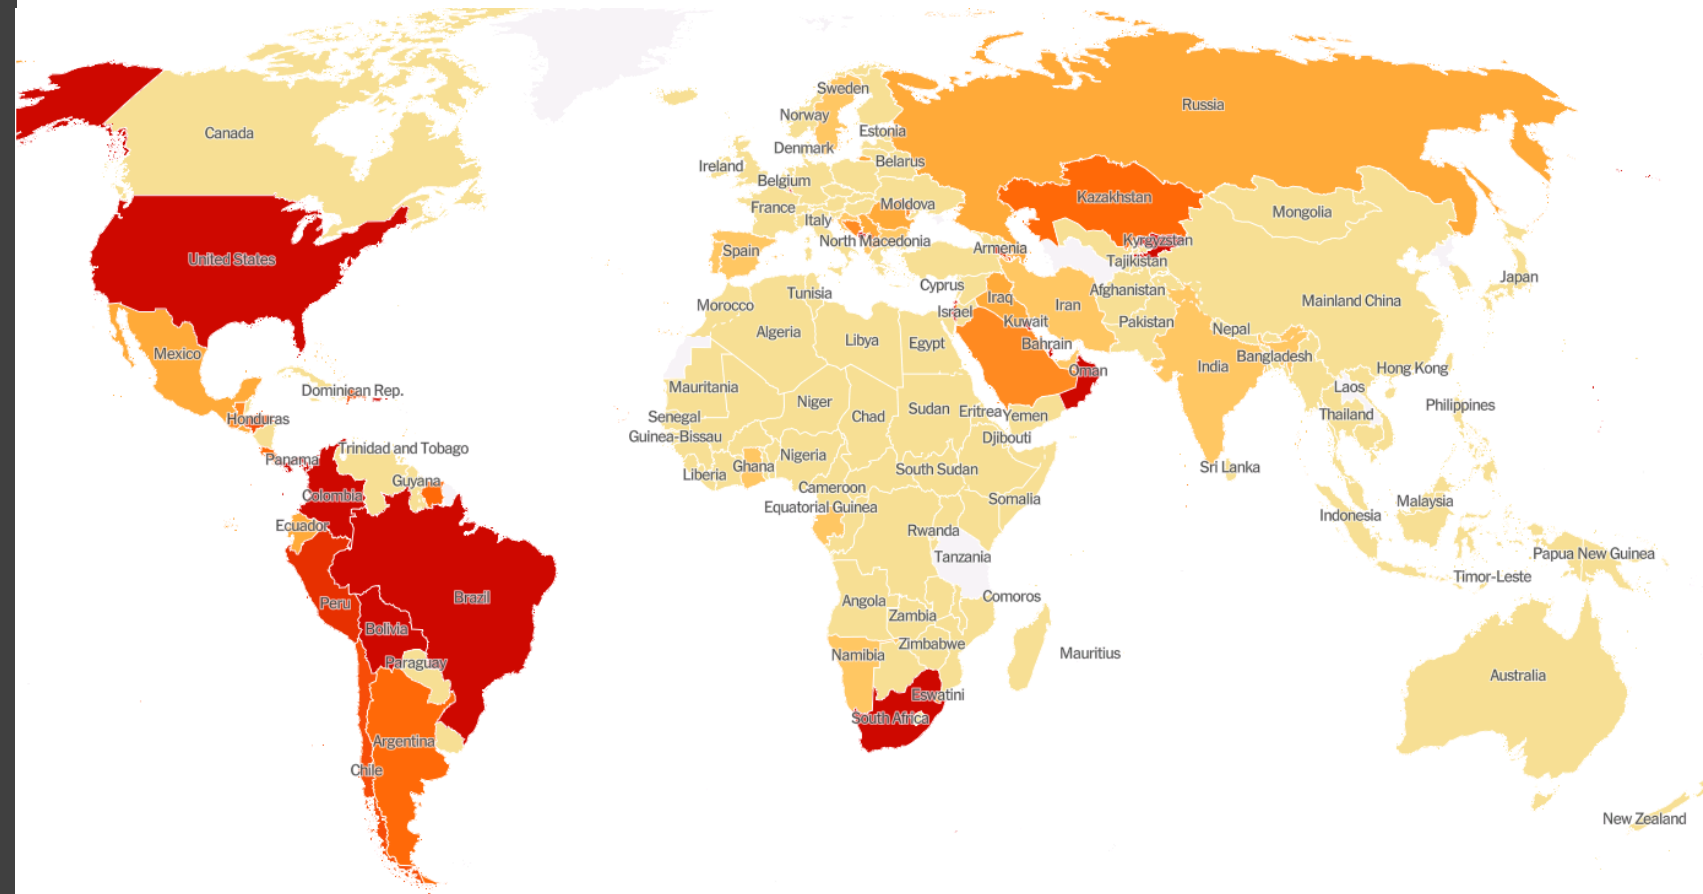 Sweden
Russia
Norway
Canada
Estonia
Denmark
Belarus
Ireland
Belgium
Kazakhstan
France
Moldova
Mongolia
Italy
North Macedonia
Kyrgyzstan
Spain
Armenia
United States
Tajikistan
Japan
Cyprus
Afghanistan
Tunisia
Iraq
Mainland China
Morocco
Iran
Israel
Kuwait
Pakistan
Nepal
Algeria
Libya
Egypt
Bahrain
Mexico
Bangladesh
India
Hong Kong
Oman
Mauritania
Laos
Dominican Rep.
Niger
Philippines
Chad
Sudan
Eritrea
Yemen
Senegal
Thailand
Honduras
Guinea-Bissau
Djibouti
Trinidad and Tobago
Nigeria
Panama
Ghana
South Sudan
Sri Lanka
Liberia
Guyana
Cameroon
Colombia
Somalia
Malaysia
Equatorial Guinea
Indonesia
Ecuador
Rwanda
Tanzania
Papua New Guinea
Timor-Leste
Brazil
Comoros
Peru
Angola
Zambia
Bolivia
Zimbabwe
Namibia
Mauritius
Paraguay
Australia
Eswatini
South Africa
Argentina
Chile
New Zealand